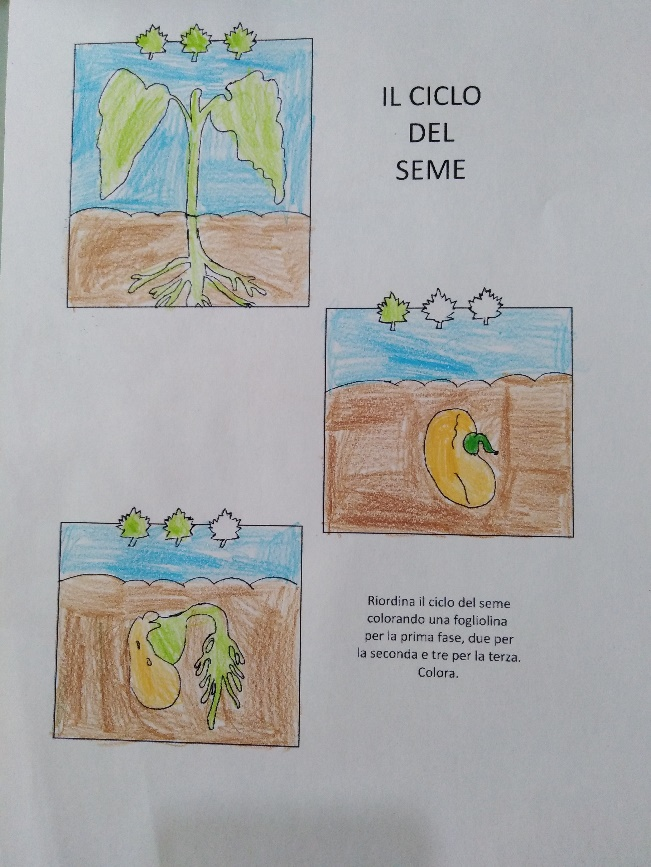 IL CICLO
DEL
SEME
Riordina il ciclo del seme
colorando una fogliolina
per la prima fase, due per
la seconda e tre per la terza.
Colora.